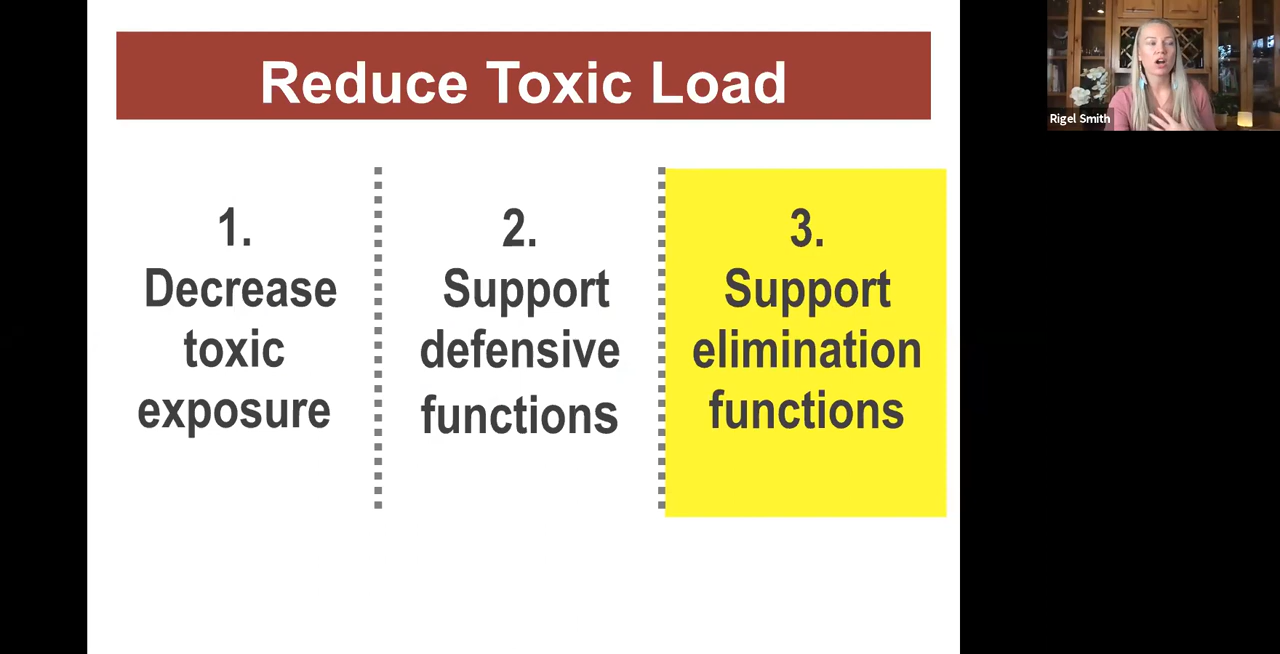 Reduce Toxic Load
1.
Decrease
toxic
exposure
2.
Support
defensive
functions
3.
Support
elimination
functions
Rigel Smith